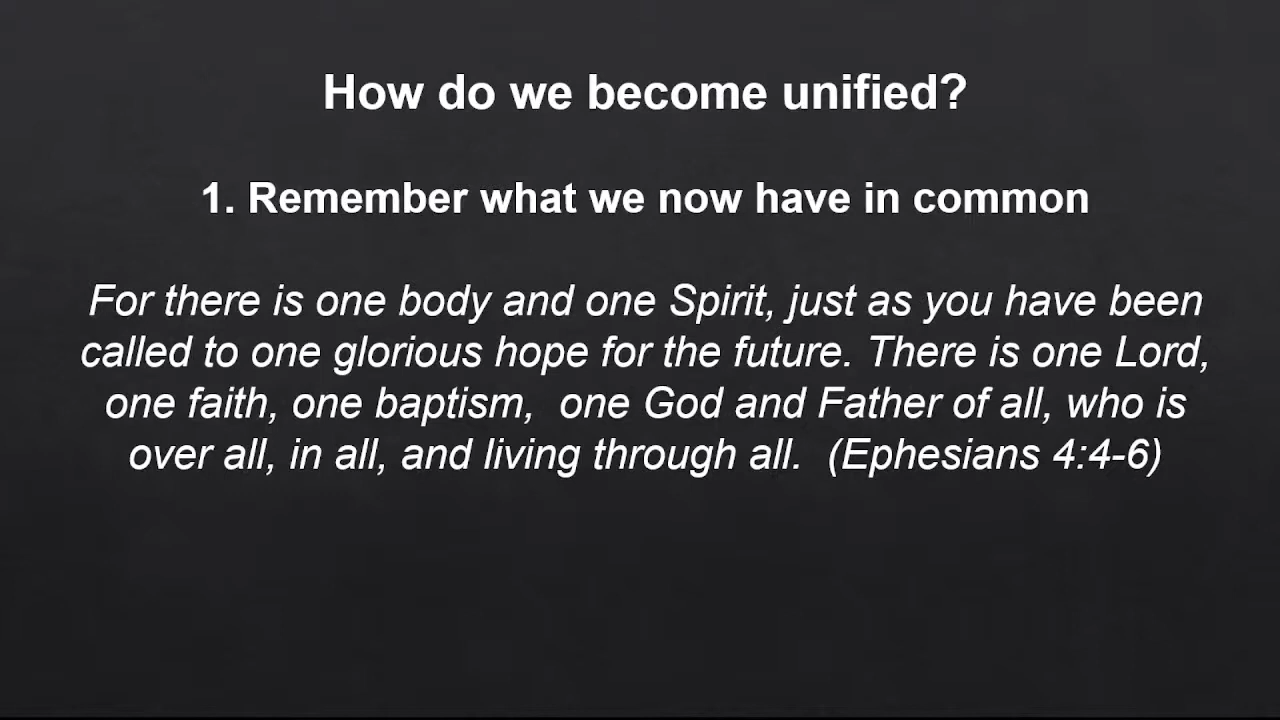 How do we become unified?
1. Remember what we now have in common
For there is one body and one Spirit, just as you have been
called to one glorious hope for the future. There is one Lord,
one faith, one baptism,  one God and Father of all, who is
over all, in all, and living through all.  (Ephesians 4:4-6)